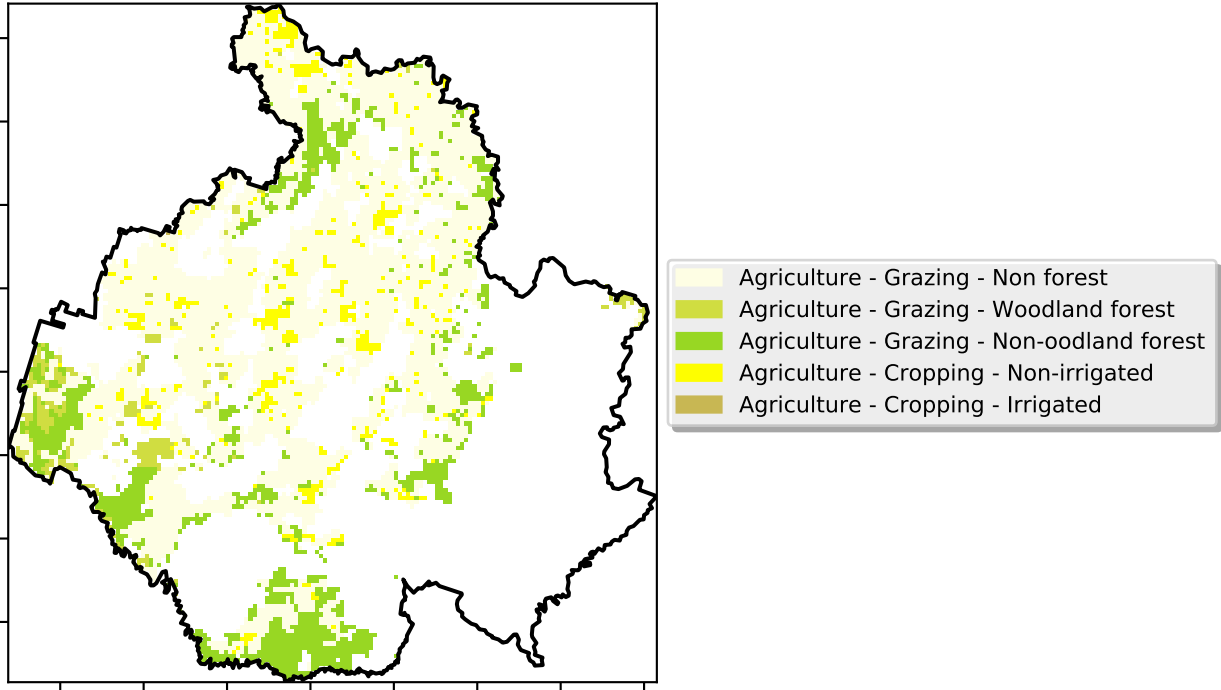 Agriculture - Grazing - Non forest
Agriculture - Grazing - Woodland forest
Agriculture - Grazing - Non-oodland forest
Agriculture - Cropping - Non-irrigated
Agriculture - Cropping - Irrigated